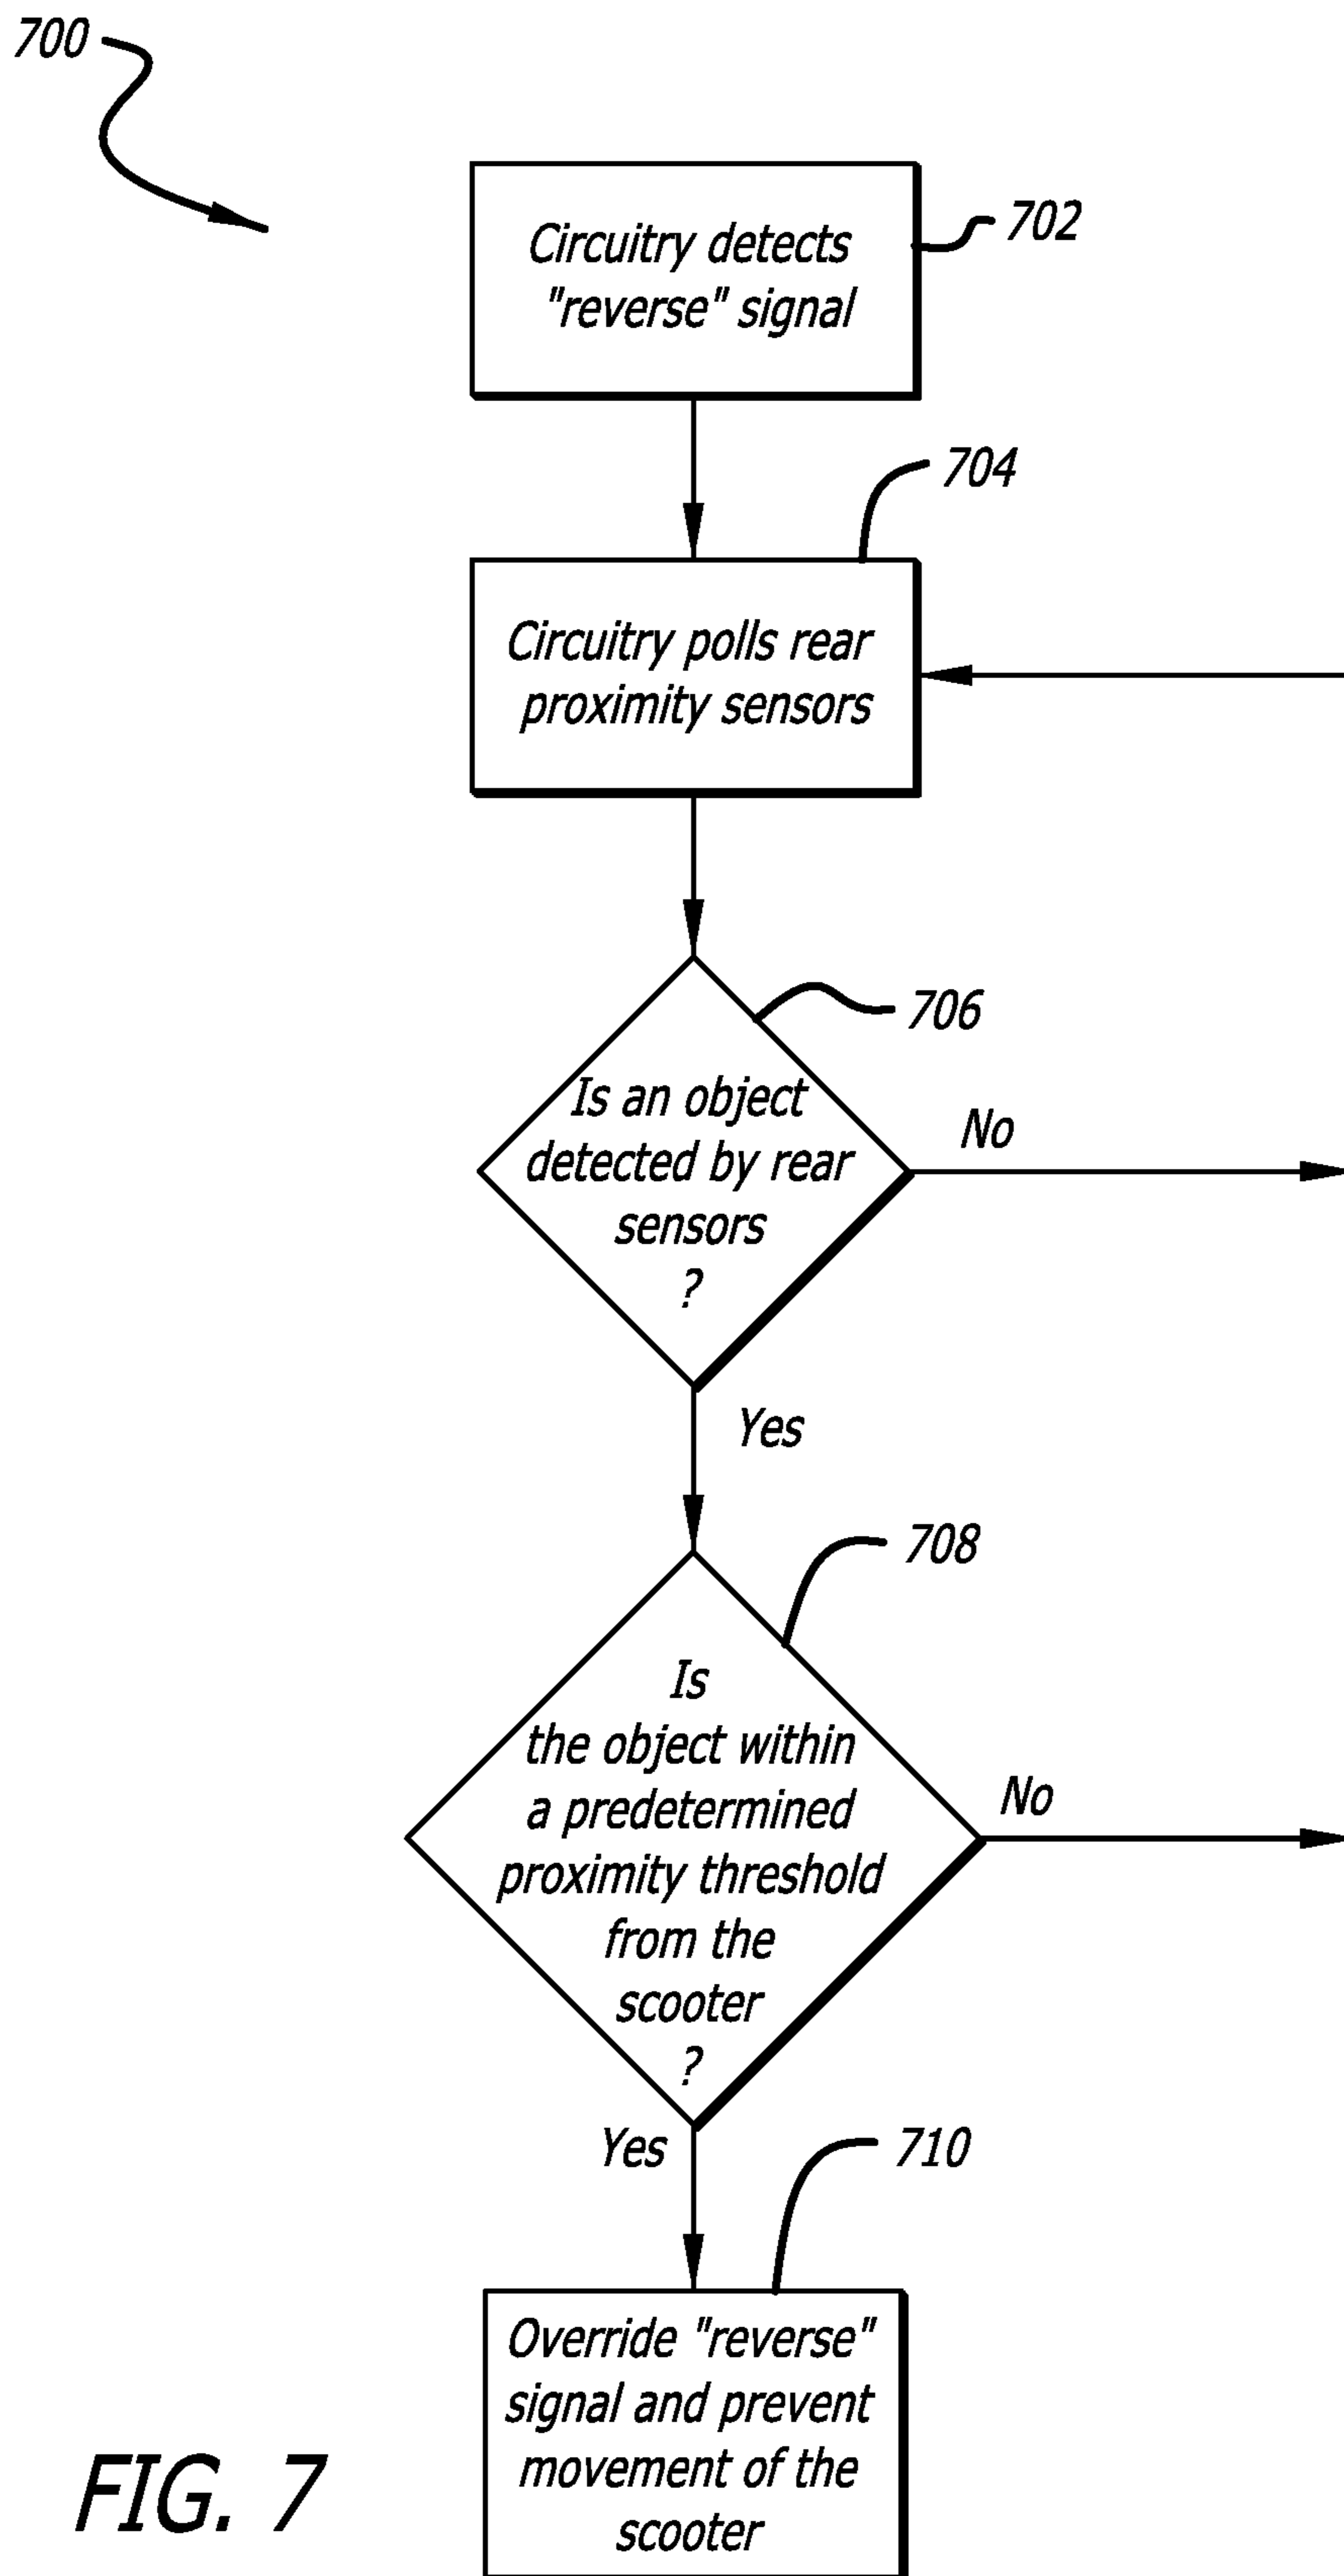 700
Circuitry detects
"reverse" signal
702
704
Circuitry polls rear
proximity sensors
706
Is an object
detected by rear
sensors
?
No
Yes
708
Is
the object within
a predetermined
proximity threshold
from the
scooter
?
No
Yes
710
Override "reverse"
signal and prevent
movement of the
scooter
FIG. 7